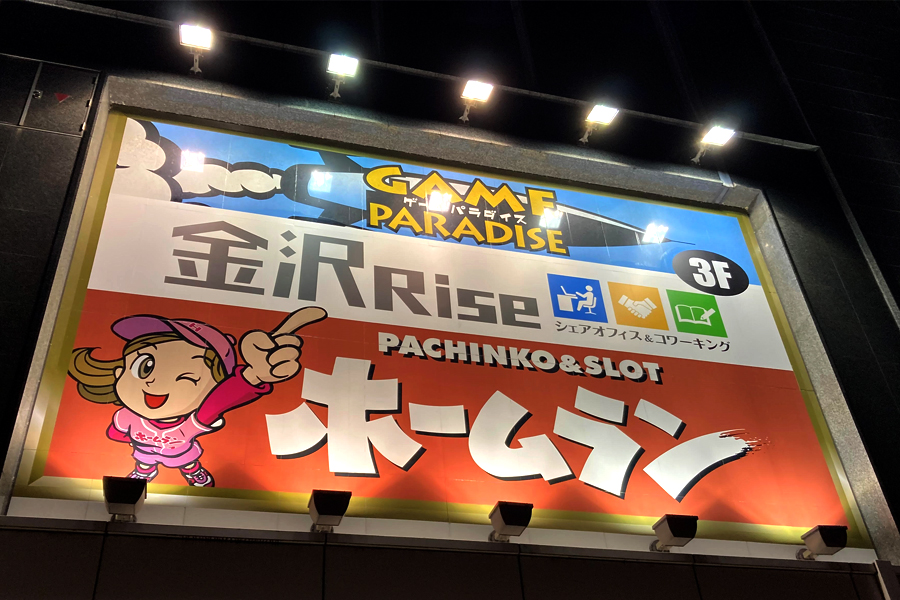 GAME
ゲームパラダイス
PARADISE
金沢Rise
3F
シェアオフィス&コワーキング
PACHINKO&SLOT
ホームラン